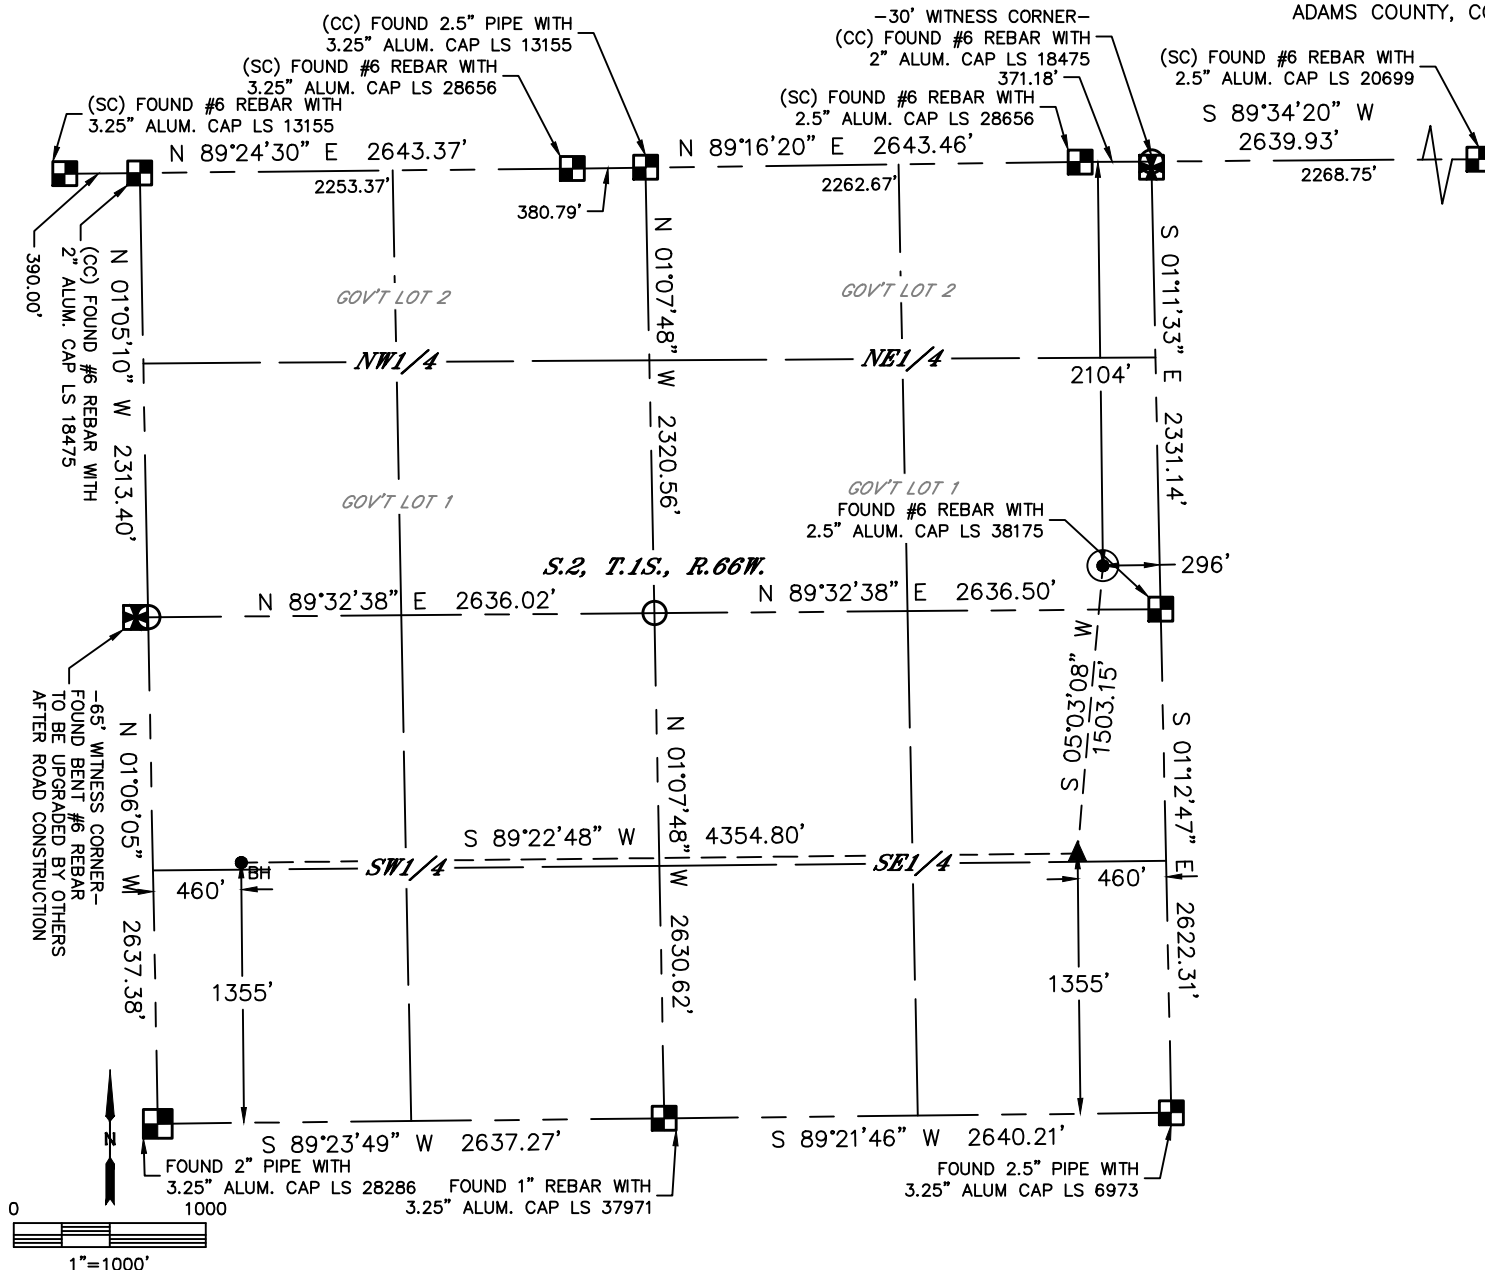 ADAMS COUNTY, CO
(CC) FOUND 2.5" PIPE WITH
3.25" ALUM. CAP LS 13155
(SC) FOUND #6 REBAR WITH
3.25" ALUM. CAP LS 28656
(SC) FOUND #6 REBAR WITH
3.25" ALUM. CAP LS 13155
-30' WITNESS CORNER-
(CC) FOUND #6 REBAR WITH
2" ALUM. CAP LS 18475
371.18'
(SC) FOUND #6 REBAR WITH
2.5" ALUM. CAP LS 28656
(SC) FOUND #6 REBAR WITH
2.5" ALUM. CAP LS 20699
S 89°34'20" W
2639.93'
2268.75'
N 89°24'30" E 2643.37'
2253.37'
380.79'
N 89°16'20" E 2643.46'
2262.67'
390.00'
(CC) FOUND #6 REBAR WITH
2" ALUM. CAP LS 18475
N 01°05'10" W 2313.40'
N 01°07'48" W 2320.56'
S 01°11'33" E 2331.14'
GOV'T LOT 2
GOV'T LOT 2
NW1/4
NE1/4
2104'
GOV'T LOT 1
GOV'T LOT 1
FOUND #6 REBAR WITH
2.5" ALUM. CAP LS 38175
S.2, T.1S., R.66W.
296'
N 89°32'38" E 2636.02'
N 89°32'38" E 2636.50'
-65' WITNESS CORNER-
FOUND BENT #6 REBAR
TO BE UPGRADED BY OTHERS
AFTER ROAD CONSTRUCTION
N 01°06'05" W 2637.38'
N 01°07'48" W 2630.62'
S 05°03'08" W
1503.15'
S 01°12'47" E 2622.31'
S 89°22'48" W 4354.80'
BH
SW1/4
SE1/4
460'
460'
1355'
1355'
S 89°23'49" W 2637.27'
S 89°21'46" W 2640.21'
N
FOUND 2" PIPE WITH
3.25" ALUM. CAP LS 28286
FOUND 1" REBAR WITH
3.25" ALUM. CAP LS 37971
FOUND 2.5" PIPE WITH
3.25" ALUM CAP LS 6973
0 1000
1"=1000'